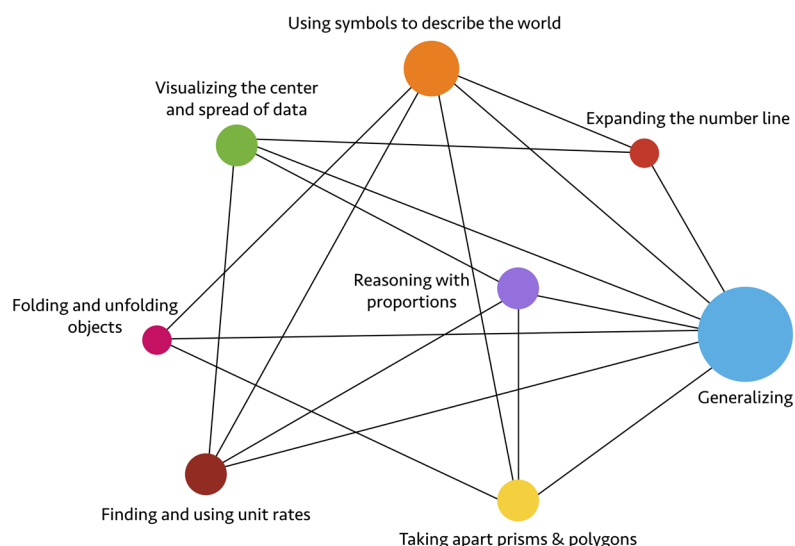 Using symbols to describe the world
Visualizing the center
and spread of data
Expanding the number line
Reasoning with
proportions
Folding and unfolding
objects
Generalizing
Finding and using unit rates
Taking apart prisms & polygons